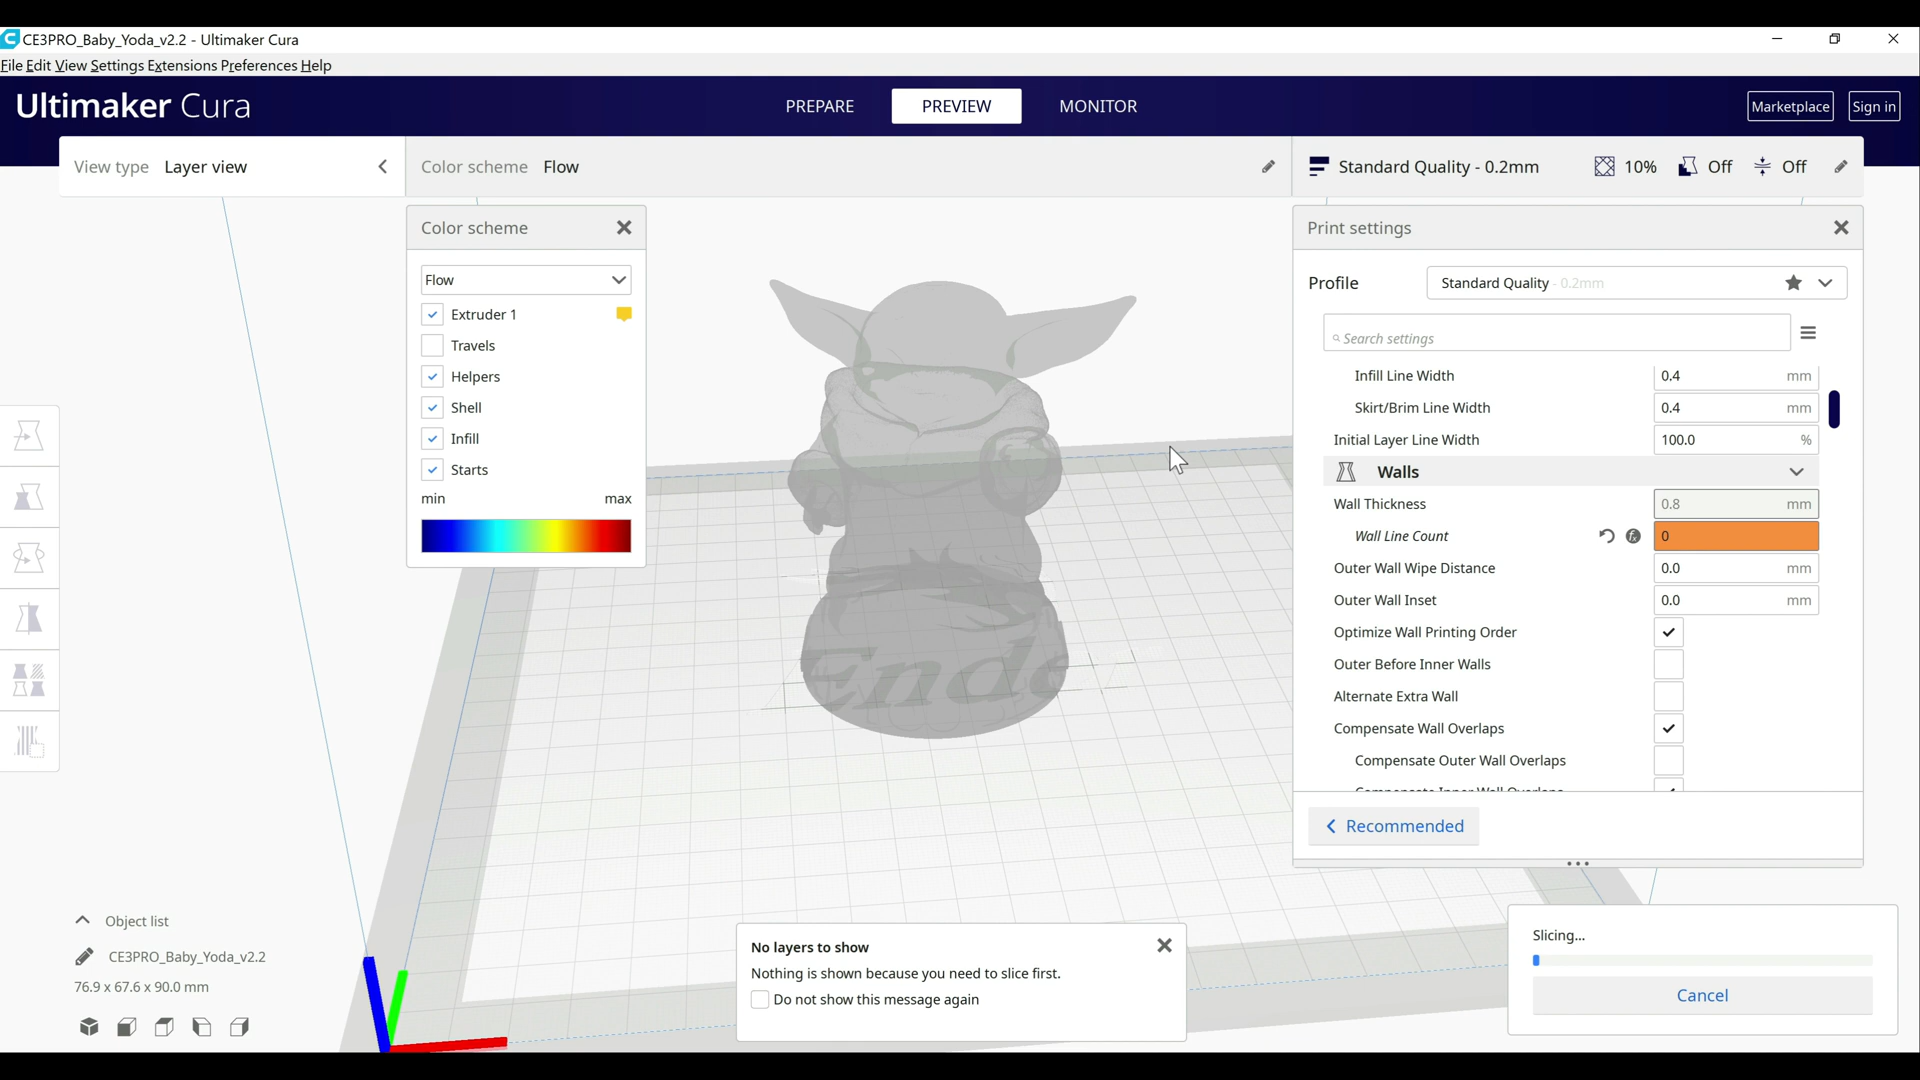 CE3PRO_Baby_Yoda_v2.2 - Ultimaker Cura
File Edit View Settings Extensions Preferences Help
Ultimaker Cura
PREPARE
PREVIEW
MONITOR
Marketplace
Sign in
View type Layer view
Color scheme Flow
Standard Quality - 0.2mm
10%
Off
Off
Color scheme
Flow
Extruder 1
Travels
Helpers
Shell
Infill
Starts
min max
Print settings
Profile
Standard Quality - 0.2mm
Search settings
Infill Line Width 0.4 mm
Skirt/Brim Line Width 0.4 mm
Initial Layer Line Width 100.0 %
Walls
Wall Thickness 0.8 mm
Wall Line Count 0
Outer Wall Wipe Distance 0.0 mm
Outer Wall Inset 0.0 mm
Optimize Wall Printing Order
Outer Before Inner Walls
Alternate Extra Wall
Compensate Wall Overlaps
Compensate Outer Wall Overlaps
Compensate Inner Wall Overlaps
Recommended
Ende
Object list
CE3PRO_Baby_Yoda_v2.2
76.9 x 67.6 x 90.0 mm
No layers to show
Nothing is shown because you need to slice first.
Do not show this message again
Slicing...
Cancel